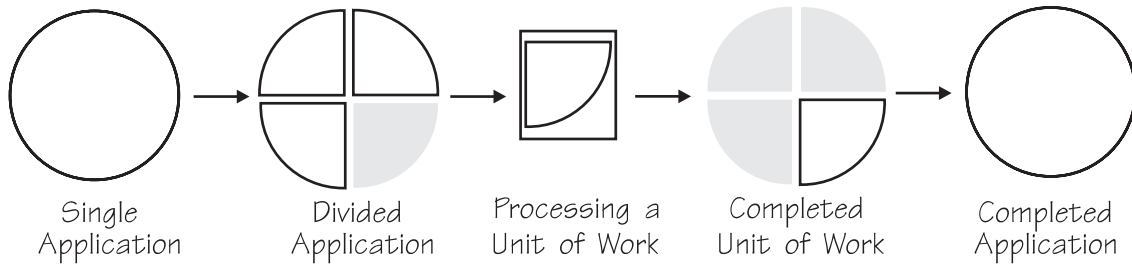 Single
Application
Divided
Application
Processing a
Unit of Work
Completed
Unit of Work
Completed
Application